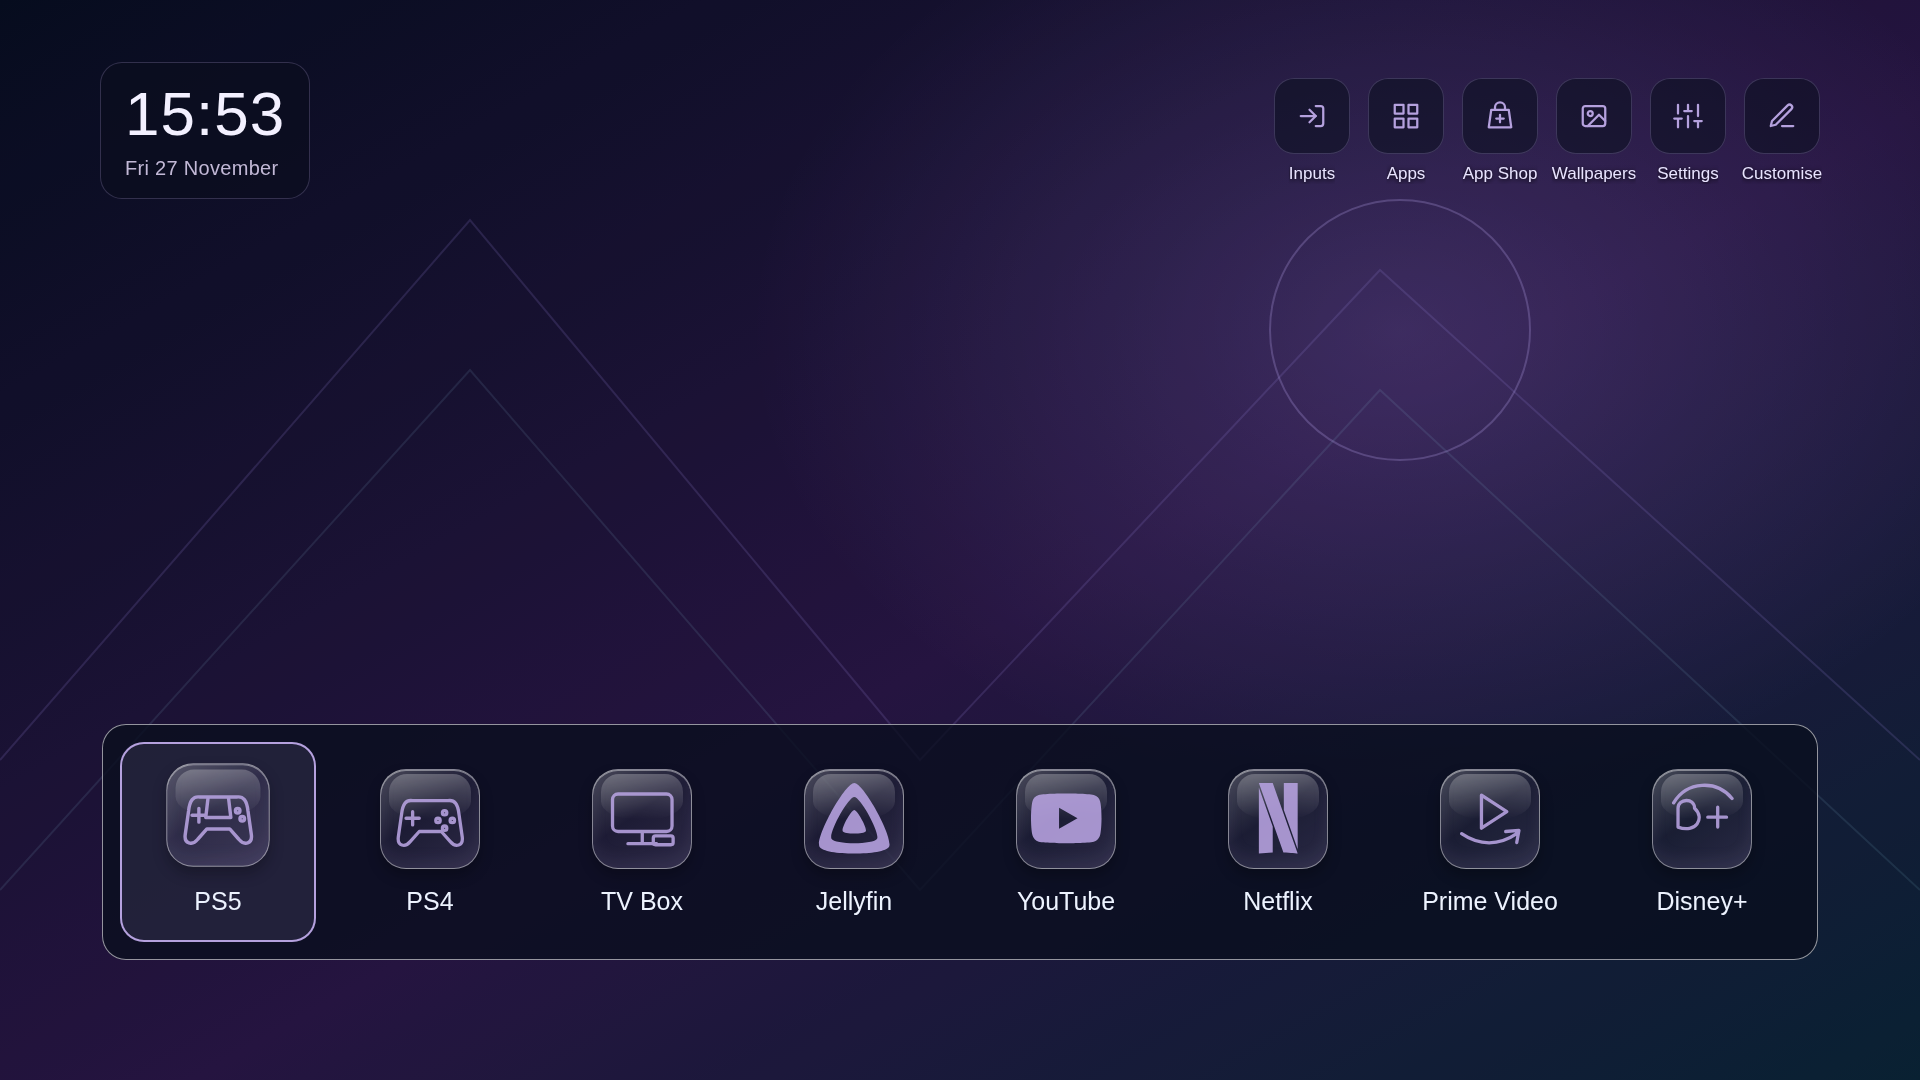 15:53
Fri 27 November
Inputs
Apps
App Shop
Wallpapers
Settings
Customise
PS5
PS4
TV Box
Jellyfin
YouTube
Netflix
Prime Video
Disney+